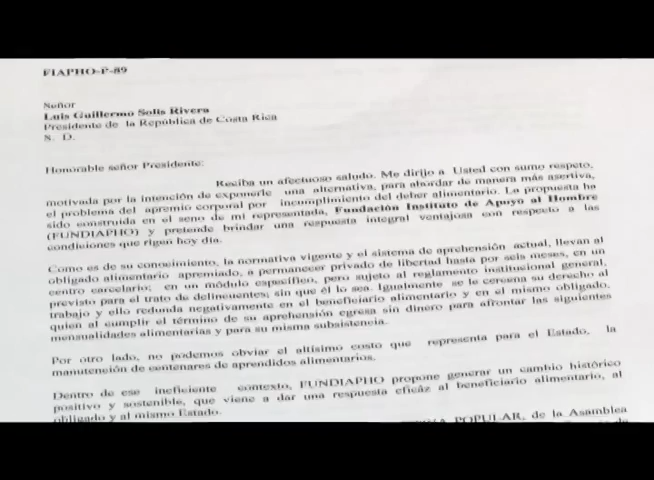 FIAPHO-P-89
Señor
Luis Guillermo Solís Rivera
Presidente de la República de Costa Rica
S. D.
Honorable señor Presidente:
Reciba un afectuoso saludo. Me dirijo a Usted con sumo respeto,
motivada por la intención de exponerle una alternativa, para abordar de manera más asertiva,
el problema del apremio corporal por incumplimiento del deber alimentario. La propuesta ha
sido construida en el seno de mi representada, Fundación Instituto de Apoyo al Hombre
(FUNDIAPHO) y pretende brindar una respuesta integral ventajosa con respecto a las
condiciones que rigen hoy día.
Como es de su conocimiento, la normativa vigente y el sistema de aprehensión actual, llevan al
obligado alimentario apremiado, a permanecer privado de libertad hasta por seis meses, en un
centro carcelario; en un módulo específico, pero sujeto al reglamento institucional general,
previsto para el trato de delincuentes; sin que él lo sea. Igualmente se le cercena su derecho al
trabajo y ello redunda negativamente en el beneficiario alimentario y en el mismo obligado,
quien al cumplir el término de su aprehensión egresa sin dinero para afrontar las siguientes
mensualidades alimentarias y para su misma subsistencia.
Por otro lado, no podemos obviar el altísimo costo que representa para el Estado, la
manutención de centenares de aprendidos alimentarios.
Dentro de ese ineficiente contexto, FUNDIAPHO propone generar un cambio histórico
positivo y sostenible, que viene a dar una respuesta eficáz al beneficiario alimentario, al
obligado y al mismo Estado.
POPULAR, de la Asamblea